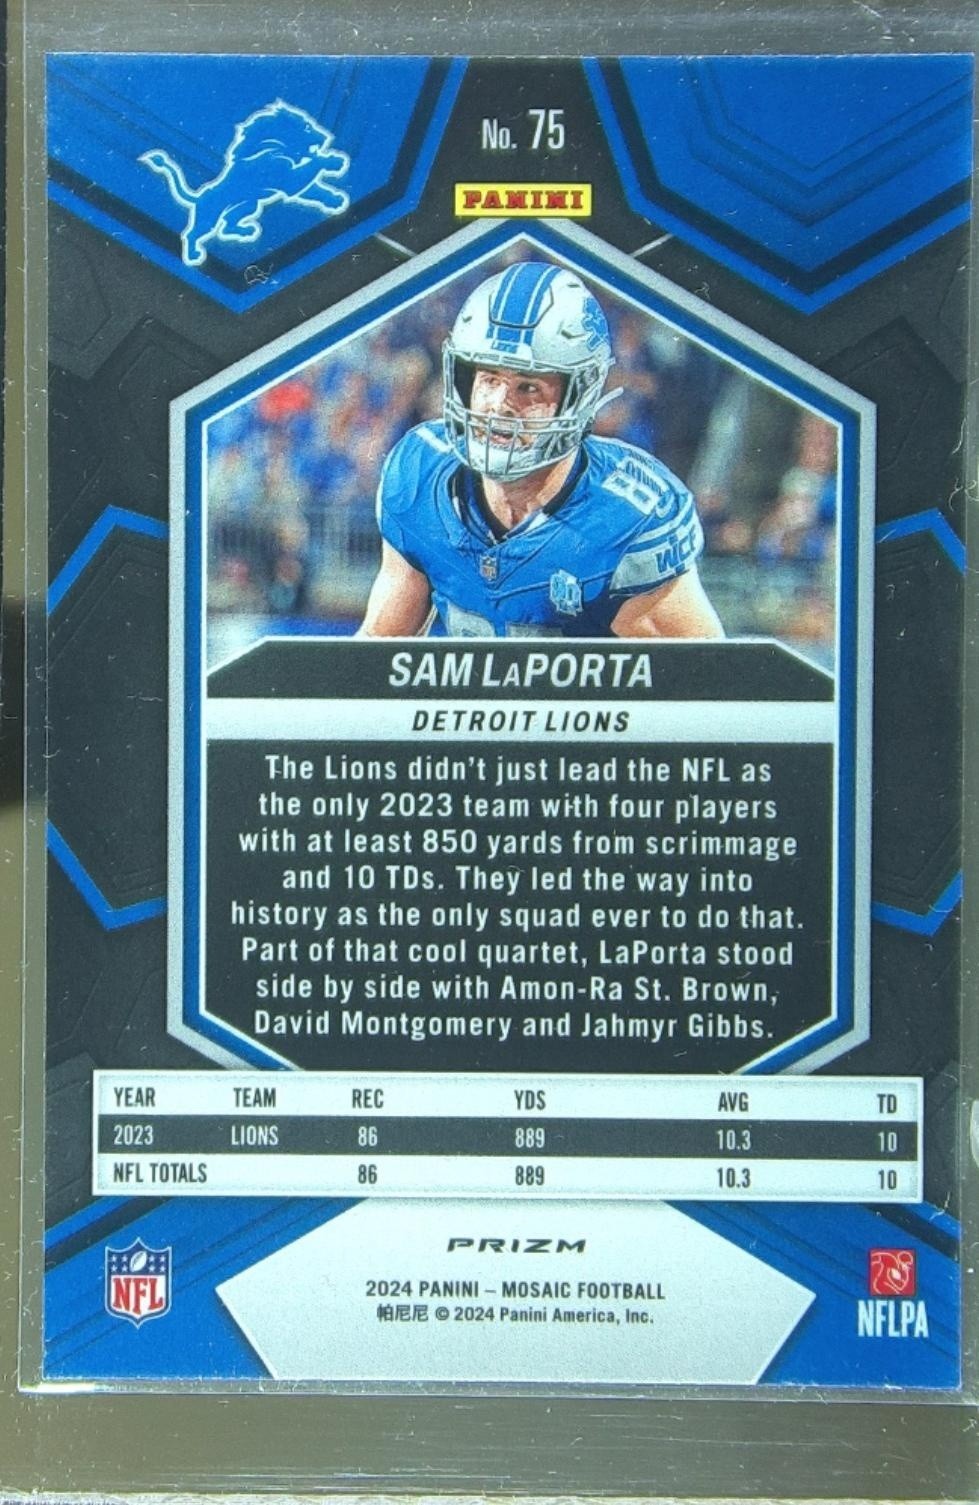 No. 75
PANINI
LIONS
WCF
SAM LaPORTA
DETROIT LIONS
The Lions didn't just lead the NFL as
the only 2023 team with four players
with at least 850 yards from scrimmage
and 10 TDs. They led the way into
history as the only squad ever to do that.
Part of that cool quartet, LaPorta stood
side by side with Amon-Ra St. Brown,
David Montgomery and Jahmyr Gibbs.
YEAR TEAM REC YDS AVG TD
2023 LIONS 86 889 10.3 10
NFL TOTALS 86 889 10.3 10
PRIZM
2024 PANINI – MOSAIC FOOTBALL
帕尼尼 © 2024 Panini America, Inc.
NFL
NFLPA